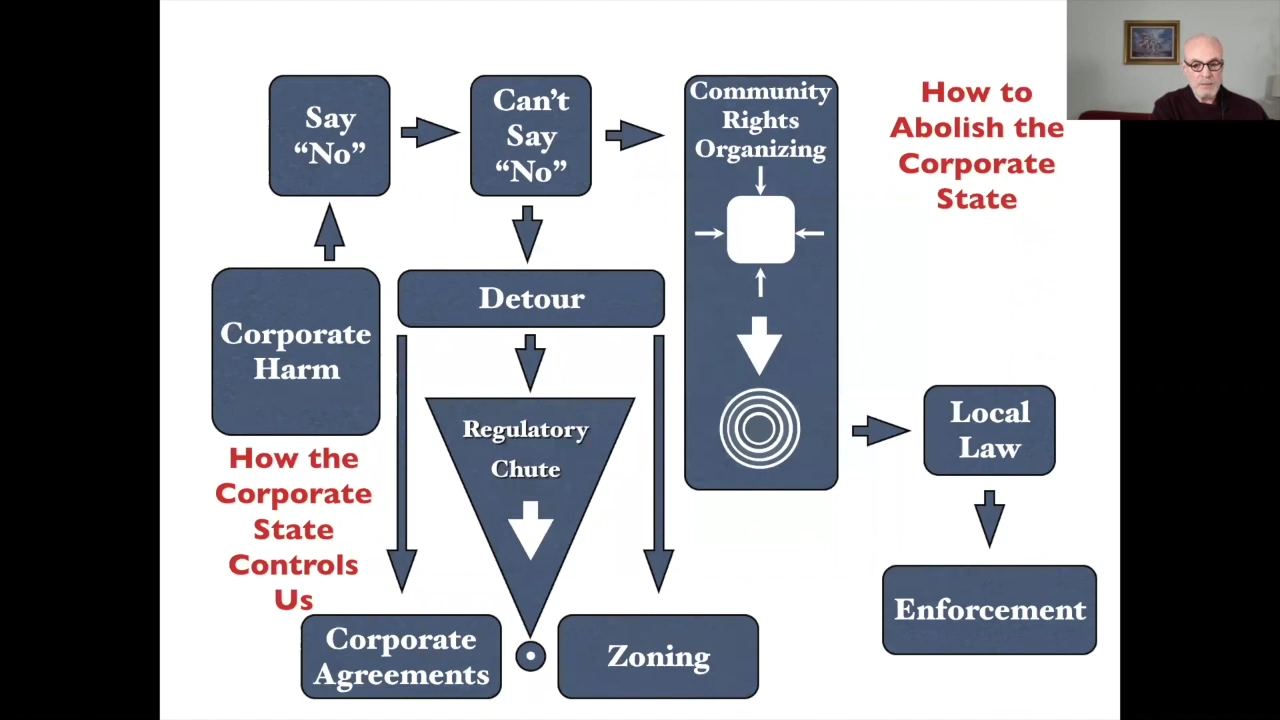 Say
“No”
Can’t
Say
“No”
Community
Rights
Organizing
How to
Abolish the
Corporate
State
Corporate
Harm
Detour
How the
Corporate
State
Controls
Us
Regulatory
Chute
Local
Law
Corporate
Agreements
Zoning
Enforcement